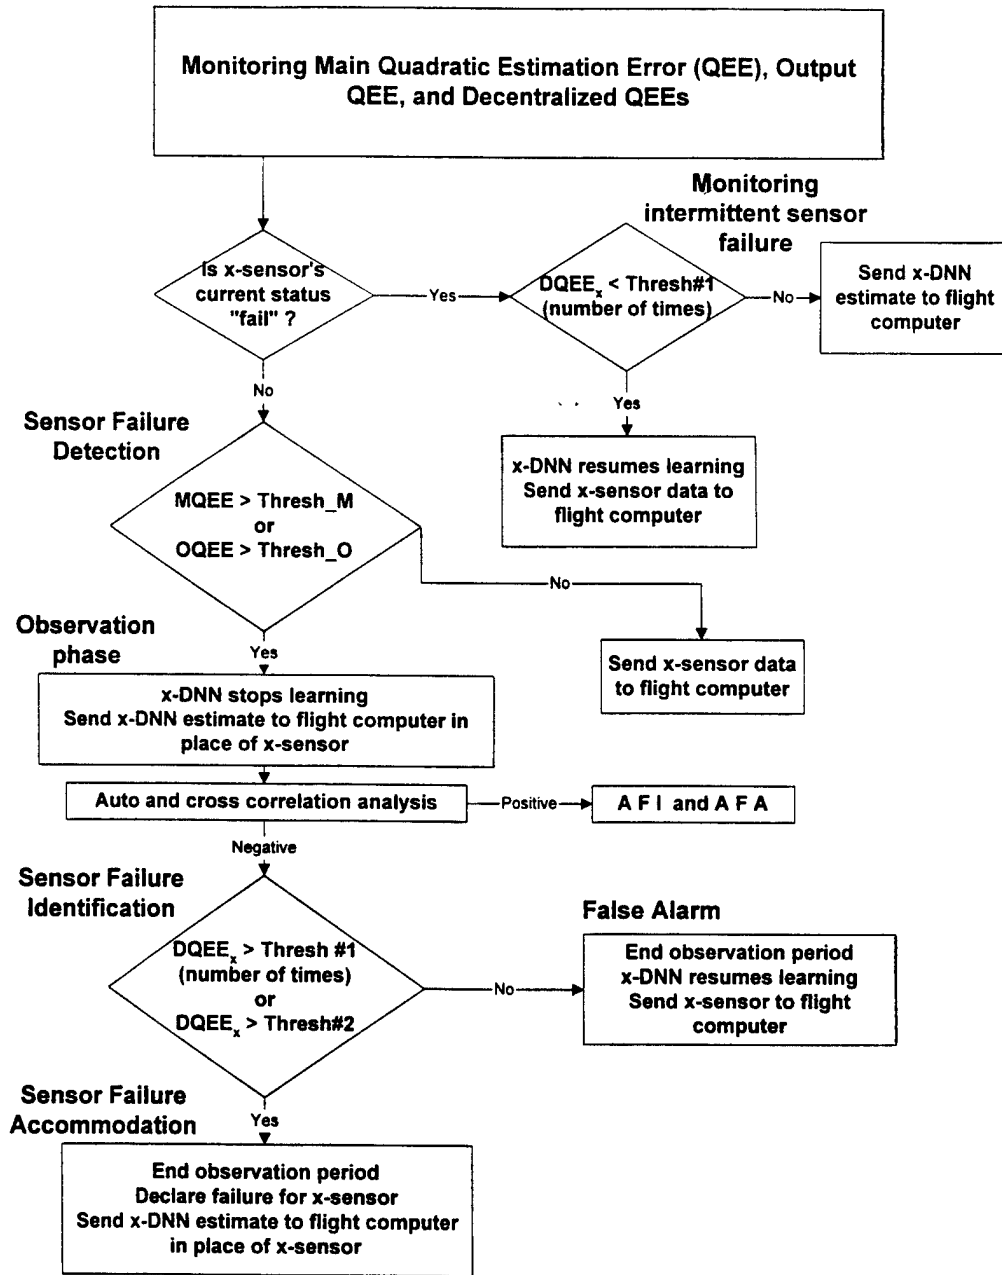 Monitoring Main Quadratic Estimation Error (QEE), Output
QEE, and Decentralized QEEs
Monitoring
intermittent sensor
failure
Is x-sensor's
current status
"fail" ?
Yes
DQEEx < Thresh#1
(number of times)
No
Send x-DNN
estimate to flight
computer
No
Yes
x-DNN resumes learning
Send x-sensor data to
flight computer
Sensor Failure
Detection
MQEE > Thresh_M
or
OQEE > Thresh_O
No
Send x-sensor data
to flight computer
Observation
phase
Yes
x-DNN stops learning
Send x-DNN estimate to flight computer in
place of x-sensor
Auto and cross correlation analysis
Positive
A F I and A F A
Negative
Sensor Failure
Identification
DQEEx > Thresh #1
(number of times)
or
DQEEx > Thresh#2
No
False Alarm
End observation period
x-DNN resumes learning
Send x-sensor to flight
computer
Sensor Failure
Accommodation
Yes
End observation period
Declare failure for x-sensor
Send x-DNN estimate to flight computer
in place of x-sensor